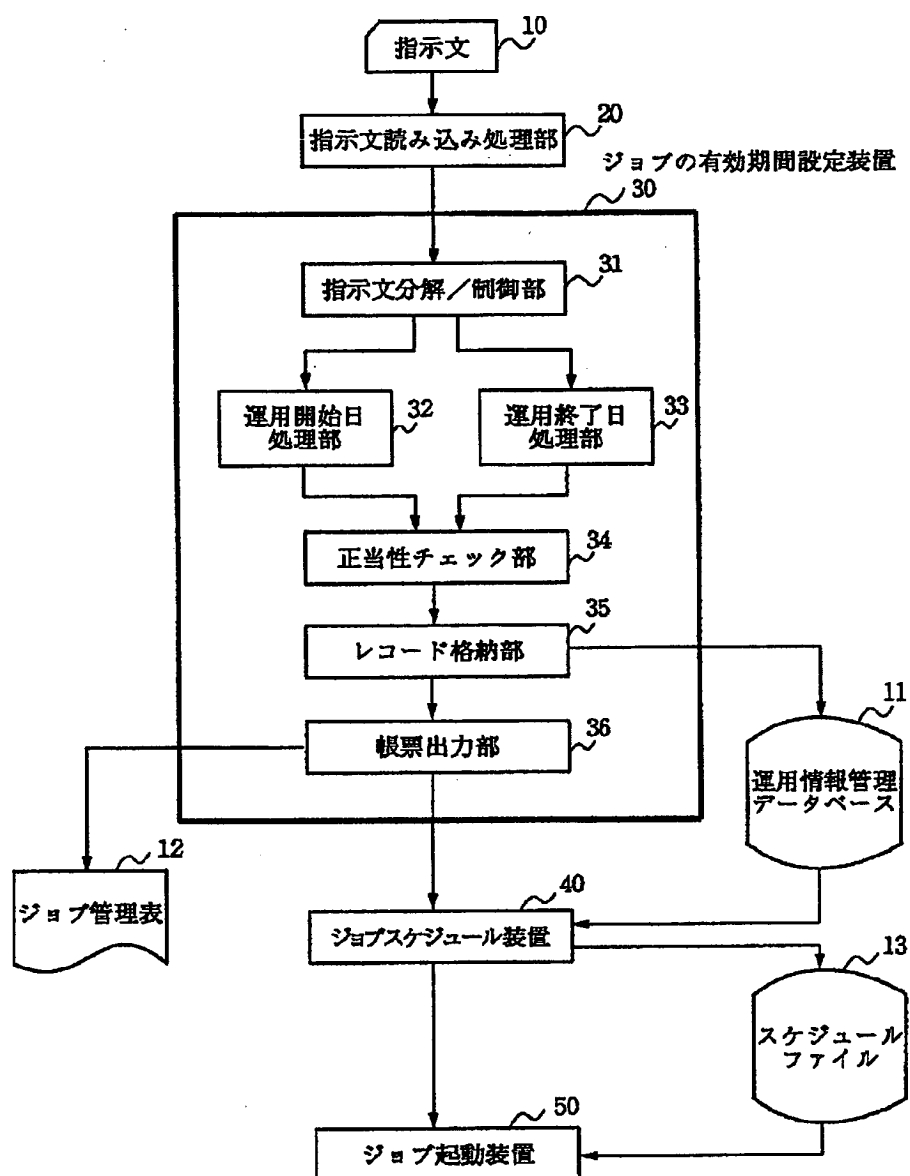 10
指示文
20
指示文読み込み処理部
ジョブの有効期間設定装置
30
指示文分解／制御部
31
運用開始日
処理部
32
運用終了日
処理部
33
正当性チェック部
34
レコード格納部
35
帳票出力部
36
11
運用情報管理
データベース
12
ジョブ管理表
40
ジョブスケジュール装置
13
スケジュール
ファイル
50
ジョブ起動装置